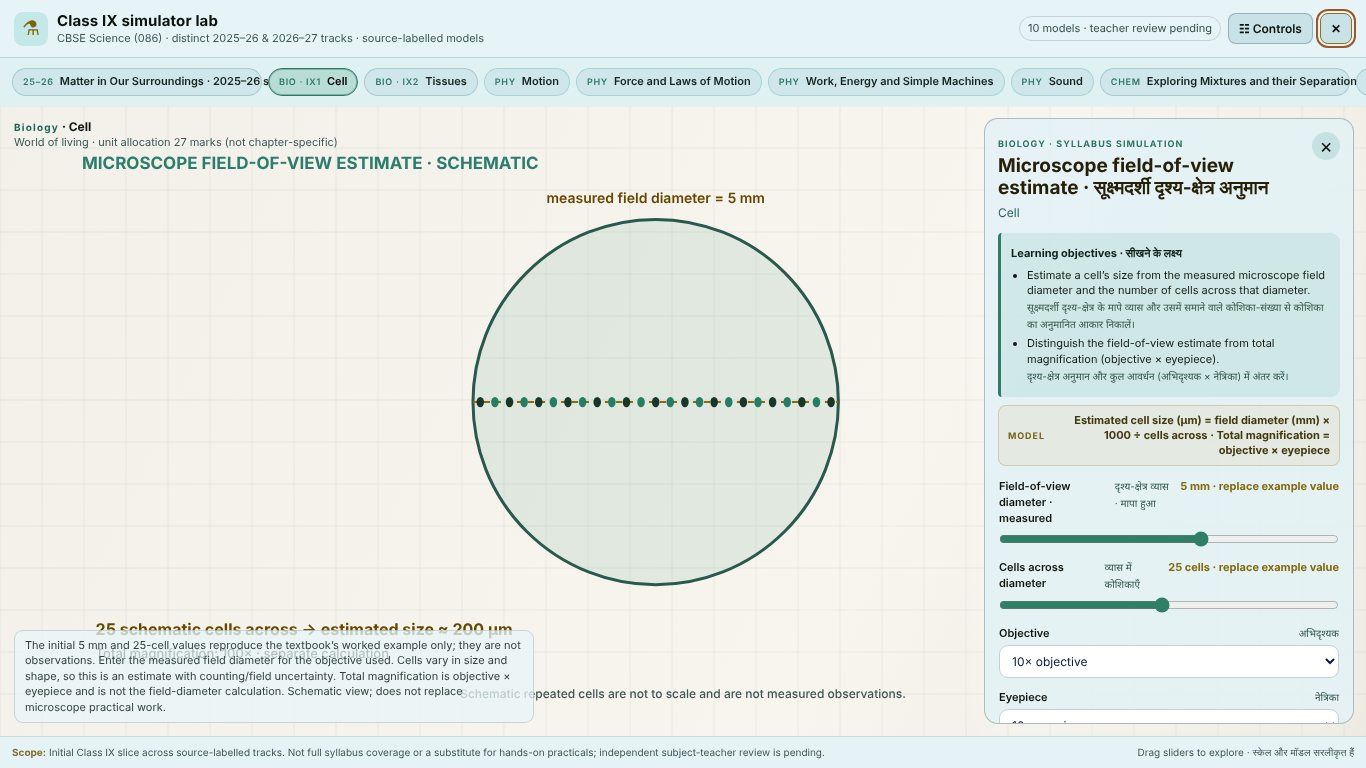 Class IX simulator lab
CBSE Science (086) · distinct 2025–26 & 2026–27 tracks · source-labelled models
10 models · teacher review pending
Controls
25–26 Matter in Our Surroundings · 2025–26 s
BIO · IX1 Cell
BIO · IX2 Tissues
PHY Motion
PHY Force and Laws of Motion
PHY Work, Energy and Simple Machines
PHY Sound
CHEM Exploring Mixtures and their Separation
Biology · Cell
World of living · unit allocation 27 marks (not chapter-specific)
MICROSCOPE FIELD-OF-VIEW ESTIMATE · SCHEMATIC
measured field diameter = 5 mm
25 schematic cells across → estimated size ≈ 200 µm
Total magnification: 100× · separate calculation
The initial 5 mm and 25-cell values reproduce the textbook's worked example only; they are not
observations. Enter the measured field diameter for the objective used. Cells vary in size and
shape, so this is an estimate with counting/field uncertainty. Total magnification is objective ×
eyepiece and is not the field-diameter calculation. Schematic view; does not replace
microscope practical work.
Schematic repeated cells are not to scale and are not measured observations.
BIOLOGY · SYLLABUS SIMULATION
Microscope field-of-view
estimate · सूक्ष्मदर्शी दृश्य-क्षेत्र अनुमान
Cell
Learning objectives · सीखने के लक्ष्य
• Estimate a cell's size from the measured microscope field
diameter and the number of cells across that diameter.
सूक्ष्मदर्शी दृश्य-क्षेत्र के मापे व्यास और उसमें समाने वाले कोशिका-संख्या से कोशिका
का अनुमानित आकार निकालें।
• Distinguish the field-of-view estimate from total
magnification (objective × eyepiece).
दृश्य-क्षेत्र अनुमान और कुल आवर्धन (अभिदृश्यक × नेत्रिका) में अंतर करें।
MODEL
Estimated cell size (µm) = field diameter (mm) ×
1000 ÷ cells across · Total magnification =
objective × eyepiece
Field-of-view
diameter ·
measured
दृश्य-क्षेत्र व्यास
· मापा हुआ
5 mm · replace example value
Cells across
diameter
व्यास में
कोशिकाएँ
25 cells · replace example value
Objective
अभिदृश्यक
10× objective
Eyepiece
नेत्रिका
Scope: Initial Class IX slice across source-labelled tracks. Not full syllabus coverage or a substitute for hands-on practicals; independent subject-teacher review is pending.
Drag sliders to explore · स्केल और मॉडल सरलीकृत हैं